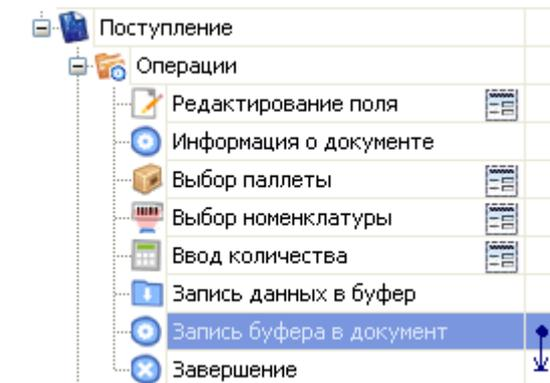 Поступление
Операции
Редактирование поля
Информация о документе
Выбор паллеты
Выбор номенклатуры
Ввод количества
Запись данных в буфер
Запись буфера в документ
Завершение